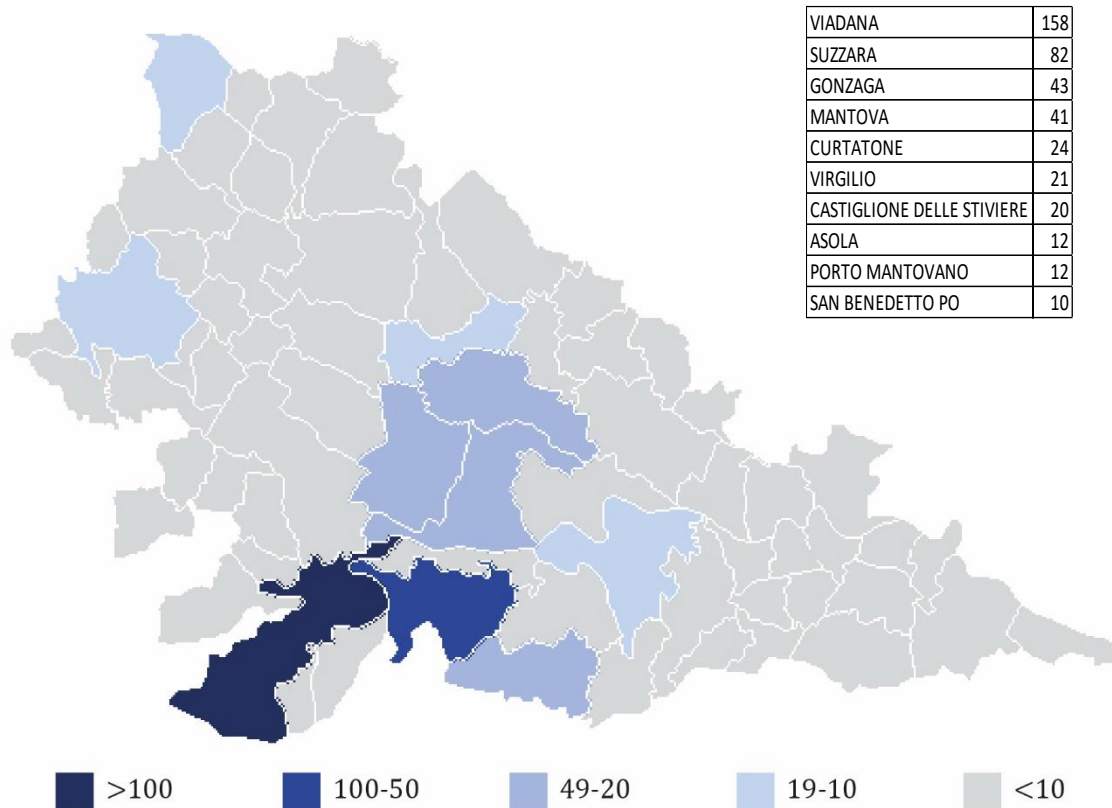 VIADANA 158
SUZZARA 82
GONZAGA 43
MANTOVA 41
CURTATONE 24
VIRGILIO 21
CASTIGLIONE DELLE STIVIERE 20
ASOLA 12
PORTO MANTOVANO 12
SAN BENEDETTO PO 10
>100 100-50 49-20 19-10 <10